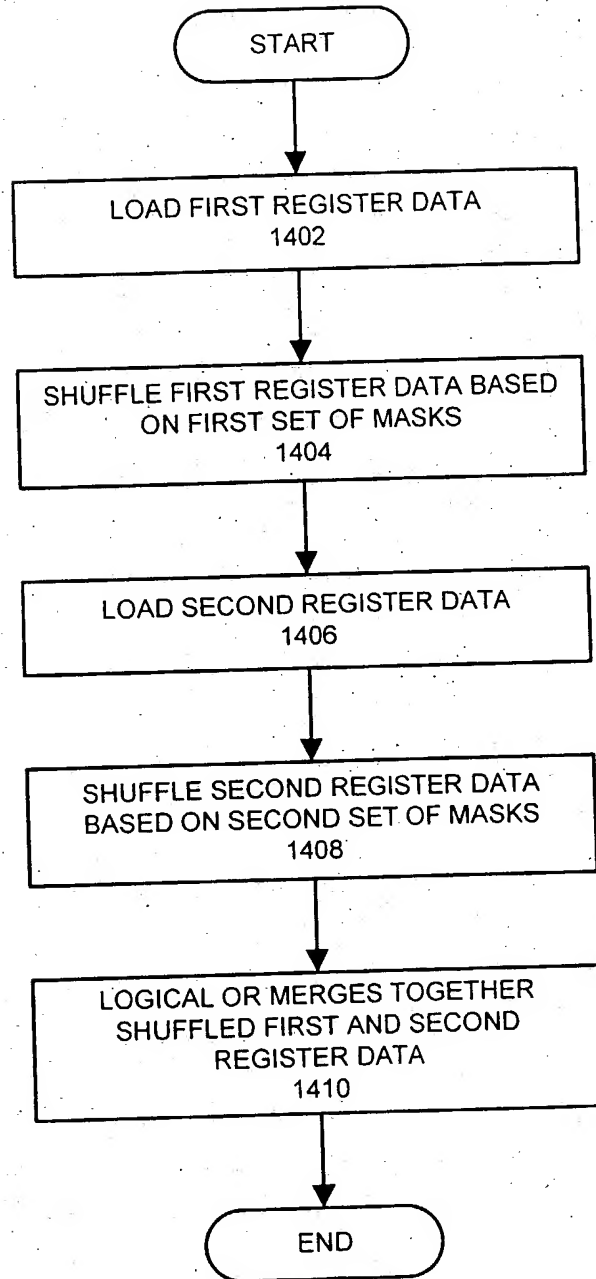 START
LOAD FIRST REGISTER DATA
1402
SHUFFLE FIRST REGISTER DATA BASED
ON FIRST SET OF MASKS
1404
LOAD SECOND REGISTER DATA
1406
SHUFFLE SECOND REGISTER DATA
BASED ON SECOND SET OF MASKS
1408
LOGICAL OR MERGES TOGETHER
SHUFFLED FIRST AND SECOND
REGISTER DATA
1410
END